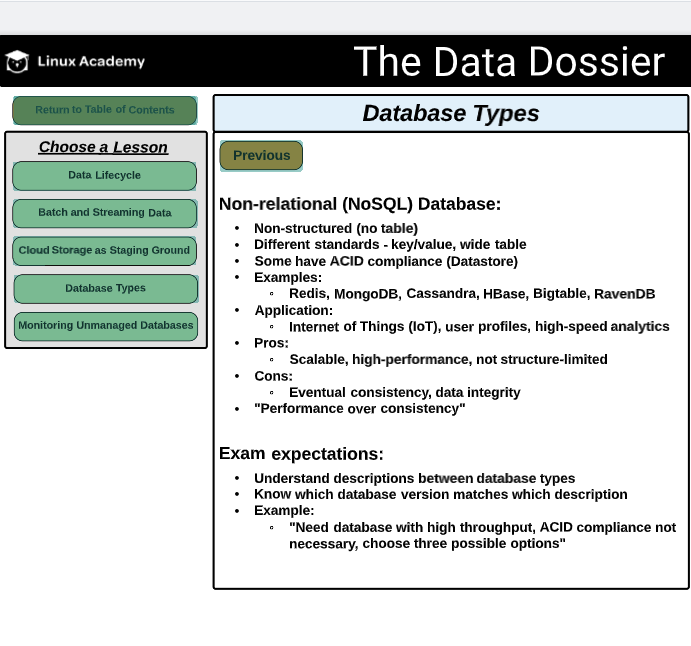 Linux Academy
The Data Dossier
Return to Table of Contents
Choose a Lesson
Data Lifecycle
Batch and Streaming Data
Cloud Storage as Staging Ground
Database Types
Monitoring Unmanaged Databases
Database Types
Previous
Non-relational (NoSQL) Database:
• Non-structured (no table)
• Different standards - key/value, wide table
• Some have ACID compliance (Datastore)
• Examples:
◦ Redis, MongoDB, Cassandra, HBase, Bigtable, RavenDB
• Application:
◦ Internet of Things (IoT), user profiles, high-speed analytics
• Pros:
◦ Scalable, high-performance, not structure-limited
• Cons:
◦ Eventual consistency, data integrity
• "Performance over consistency"
Exam expectations:
• Understand descriptions between database types
• Know which database version matches which description
• Example:
◦ "Need database with high throughput, ACID compliance not
necessary, choose three possible options"